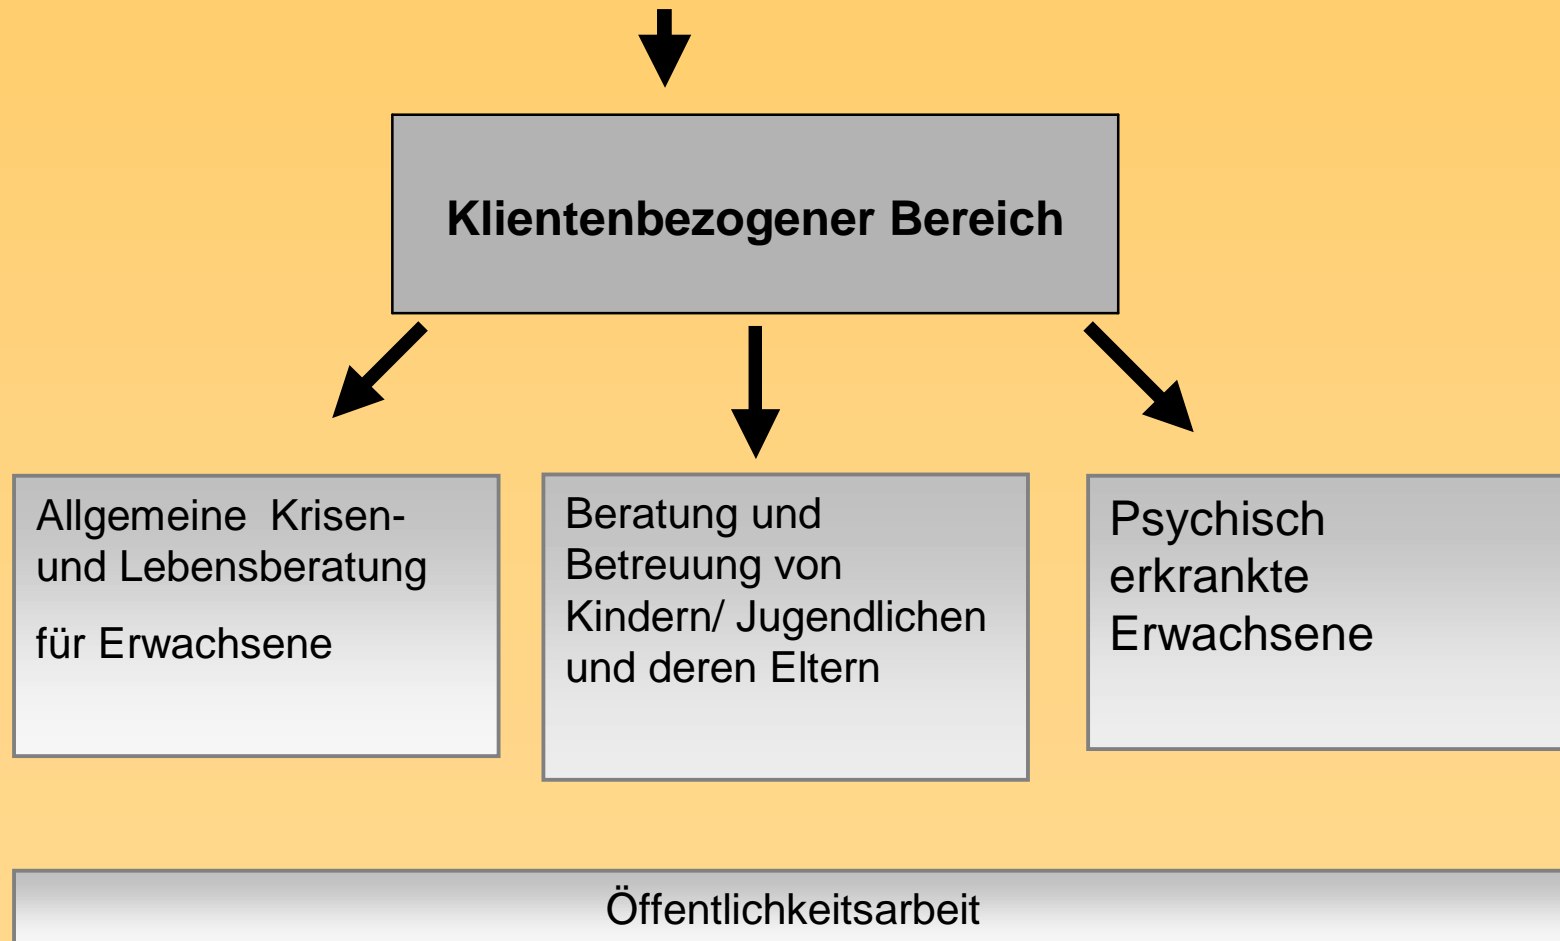 Klientenbezogener Bereich
Allgemeine Krisen-
und Lebensberatung
für Erwachsene
Beratung und
Betreuung von
Kindern/ Jugendlichen
und deren Eltern
Psychisch
erkrankte
Erwachsene
Öffentlichkeitsarbeit